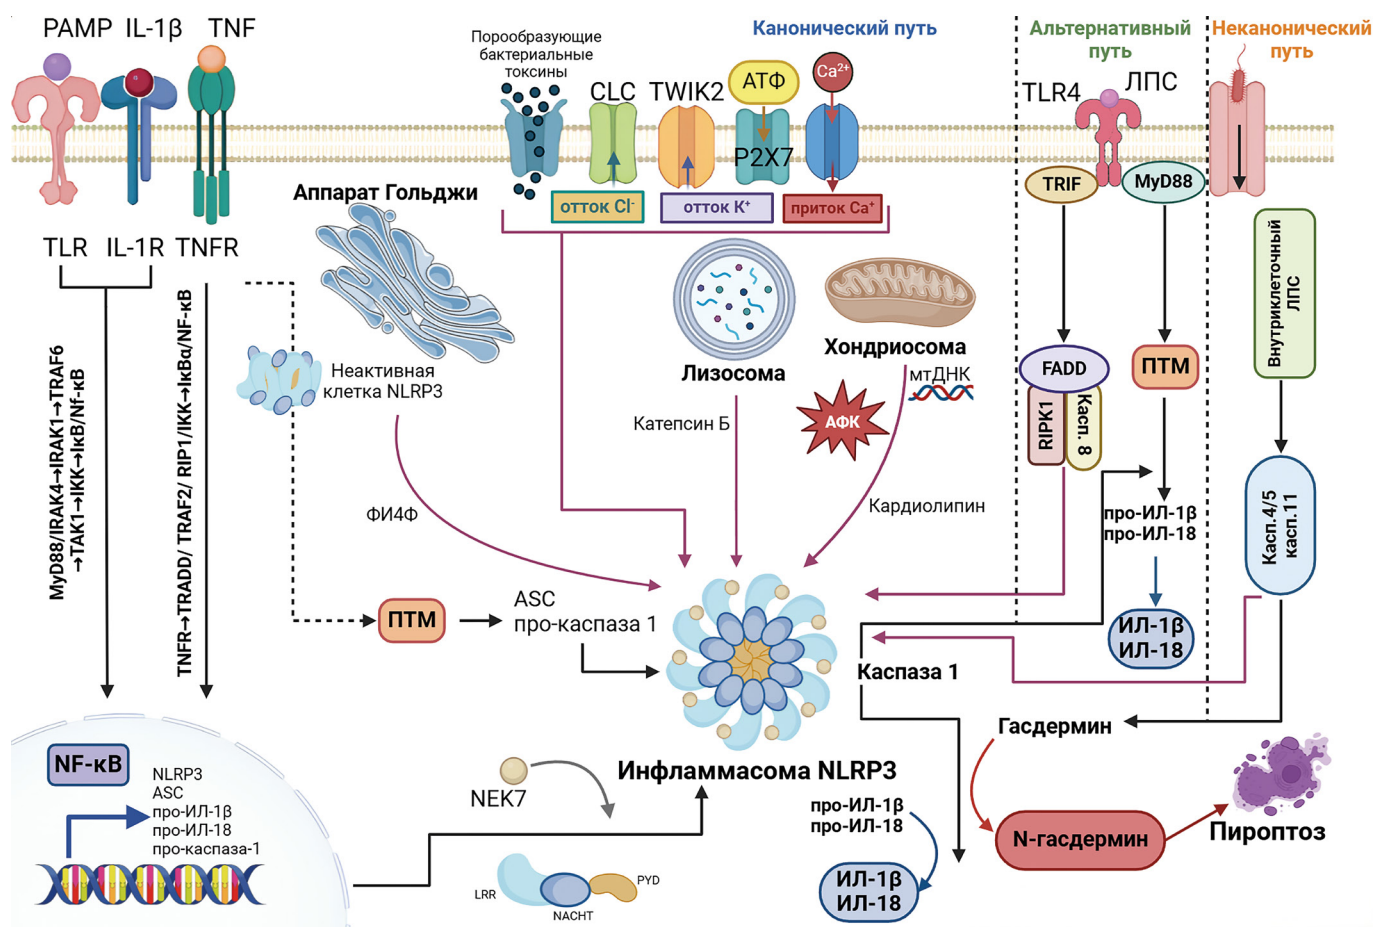 PAMP IL-1β TNF
TLR IL-1R TNFR
MyD88/IRAK4→IRAK1→TRAF6
→TAK1→IKK→IκB/Nf-κB
TNFR→TRADD/ TRAF2/ RIP1/IKK→IκBα/NF-κB
Порообразующие
бактериальные
токсины
Канонический путь
CLC
TWIK2
АТФ
P2X7
Ca²⁺
отток Cl⁻
отток K⁺
приток Ca⁺
Аппарат Гольджи
Неактивная
клетка NLRP3
ФИ4Ф
Лизосома
Катепсин Б
Хондриосома
мтДНК
АФК
Кардиолипин
ПТМ
ASC
про-каспаза 1
Инфламмасома NLRP3
NEK7
LRR
NACHT
PYD
NF-κB
NLRP3
ASC
про-ИЛ-1β
про-ИЛ-18
про-каспаза-1
Каспаза 1
про-ИЛ-1β
про-ИЛ-18
ИЛ-1β
ИЛ-18
Альтернативный
путь
TLR4
ЛПС
TRIF
MyD88
FADD
RIPK1
Касп. 8
ПТМ
про-ИЛ-1β
про-ИЛ-18
ИЛ-1β
ИЛ-18
Неканонический
путь
Внутриклеточный
ЛПС
Касп.4/5
касп.11
Гасдермин
N-гасдермин
Пироптоз